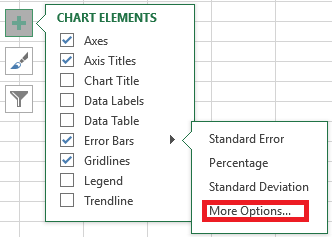 CHART ELEMENTS
Axes
Axis Titles
Chart Title
Data Labels
Data Table
Error Bars
Gridlines
Legend
Trendline
Standard Error
Percentage
Standard Deviation
More Options...